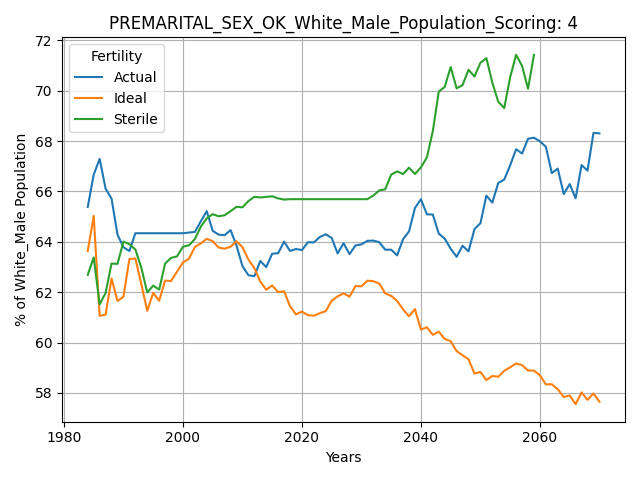 PREMARITAL_SEX_OK_White_Male_Population_Scoring: 4
72
70
68
66
64
62
60
58
% of White_Male Population
Fertility
Actual
Ideal
Sterile
1980
2000
2020
2040
2060
Years